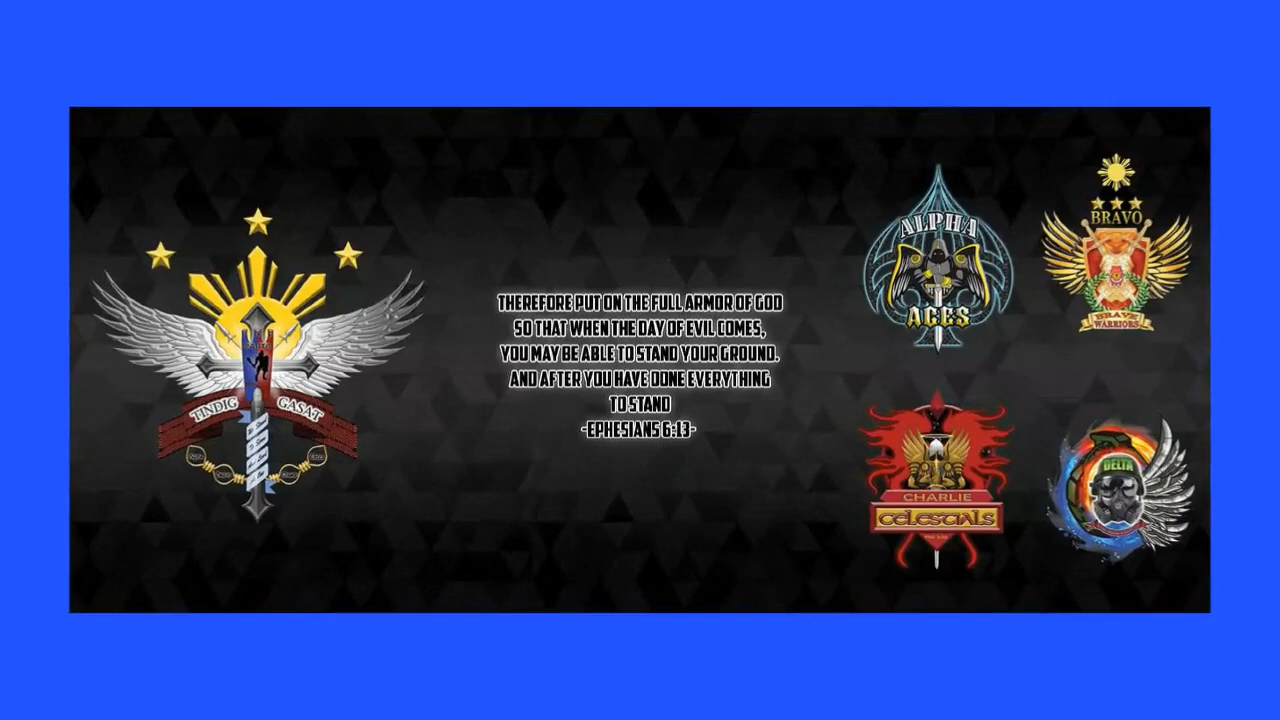 TINDIG GASAT
THEREFORE PUT ON THE FULL ARMOR OF GOD
SO THAT WHEN THE DAY OF EVIL COMES,
YOU MAY BE ABLE TO STAND YOUR GROUND.
AND AFTER YOU HAVE DONE EVERYTHING
TO STAND
-EPHESIANS 6:13-
ALPHA
ACES
BRAVO
BRAVE
WARRIORS
CHARLIE
CELESTIALS
DELTA